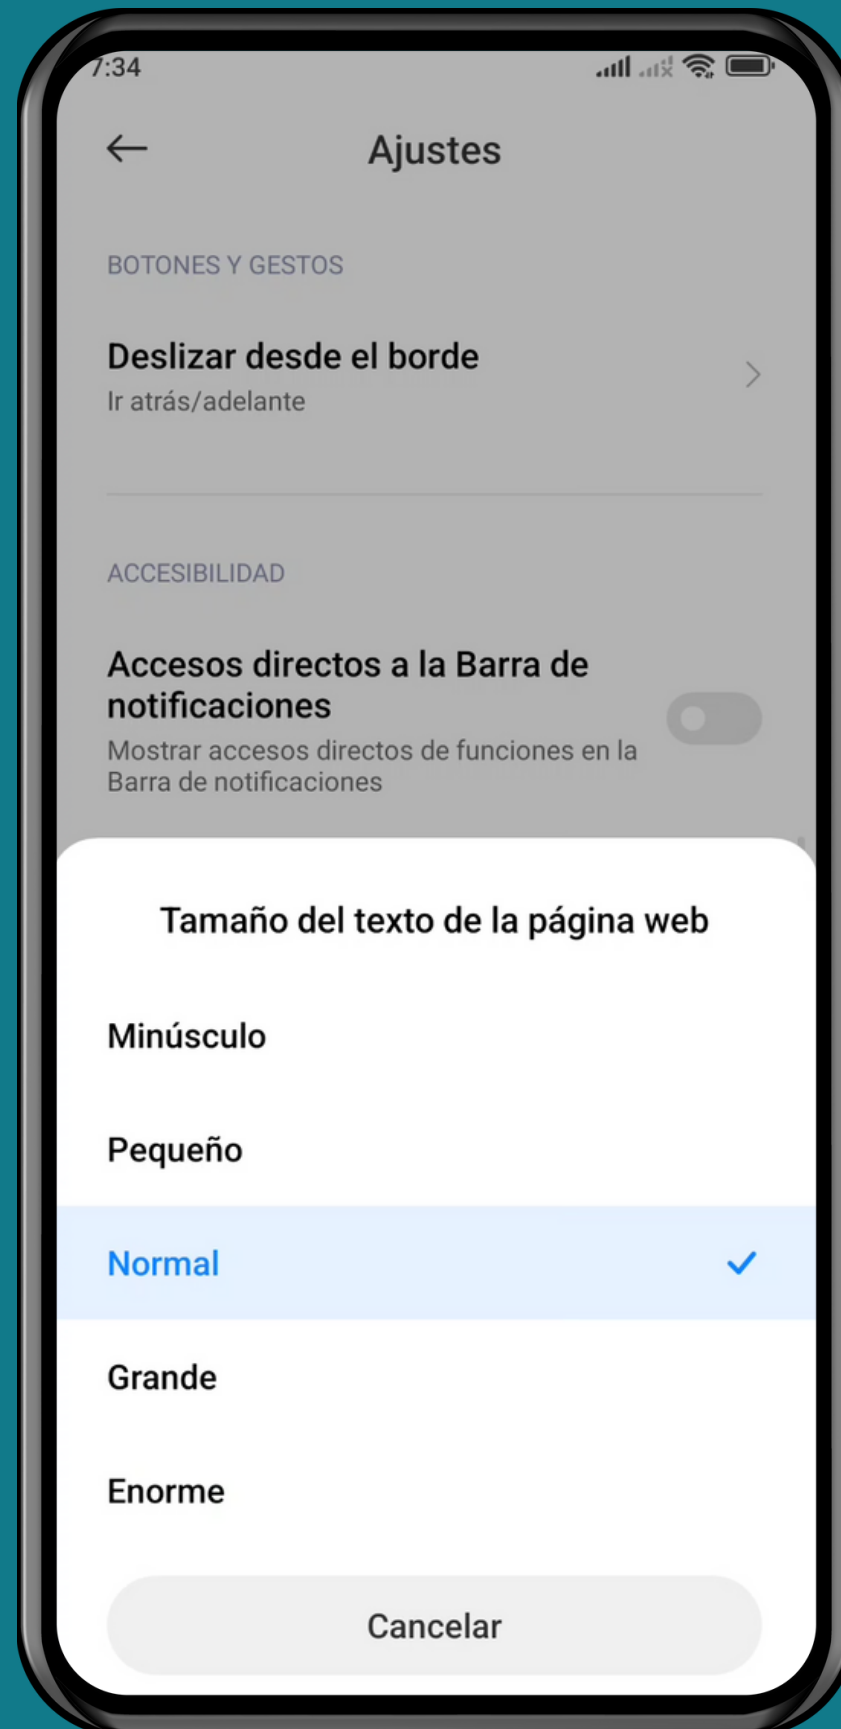 7:34
Ajustes
BOTONES Y GESTOS
Deslizar desde el borde
Ir atrás/adelante
ACCESIBILIDAD
Accesos directos a la Barra de
notificaciones
Mostrar accesos directos de funciones en la
Barra de notificaciones
Tamaño del texto de la página web
Minúsculo
Pequeño
Normal
Grande
Enorme
Cancelar